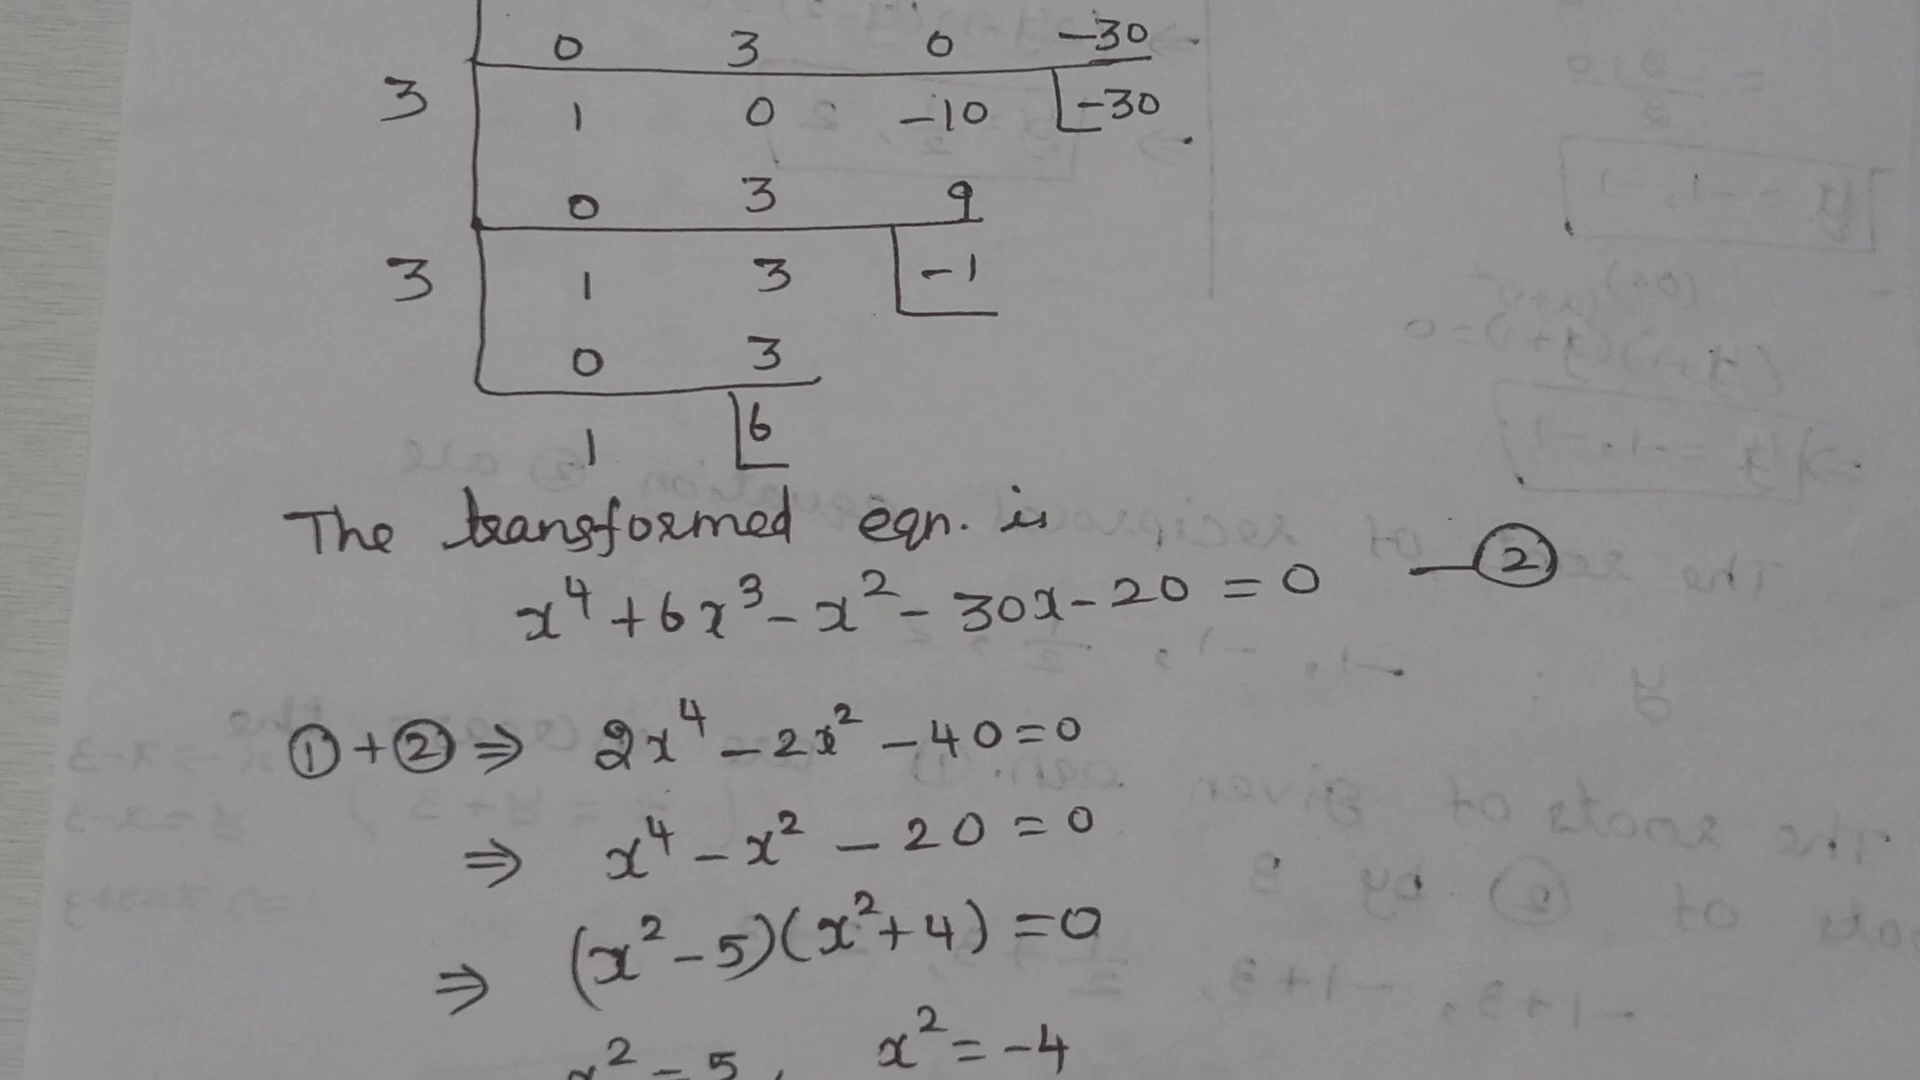 0 3 0 -30
3 1 0 -10 -30
0 3 9
3 1 3 -1
0 3
1 6
The transformed eqn. is
x⁴ + 6x³ - x² - 30x - 20 = 0 — ②
① + ② ⇒ 2x⁴ - 2x² - 40 = 0
⇒ x⁴ - x² - 20 = 0
⇒ (x² - 5)(x² + 4) = 0
x² = 5, x² = -4